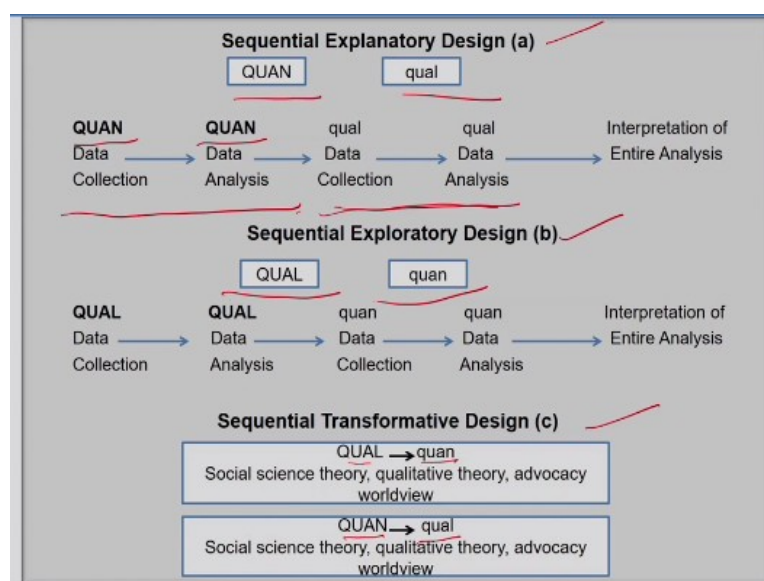 Sequential Explanatory Design (a)
QUAN qual
QUAN QUAN qual qual Interpretation of
Data Data Data Data Entire Analysis
Collection Analysis Collection Analysis
Sequential Exploratory Design (b)
QUAL quan
QUAL QUAL quan quan Interpretation of
Data Data Data Data Entire Analysis
Collection Analysis Collection Analysis
Sequential Transformative Design (c)
QUAL → quan
Social science theory, qualitative theory, advocacy
worldview
QUAN → qual
Social science theory, qualitative theory, advocacy
worldview